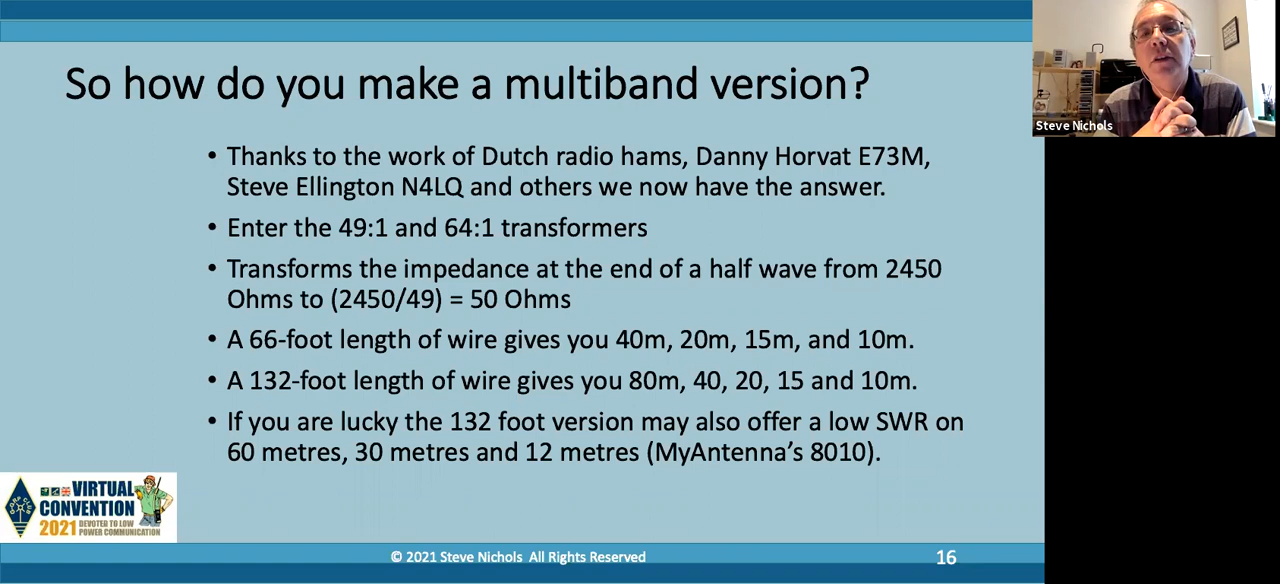 So how do you make a multiband version?
• Thanks to the work of Dutch radio hams, Danny Horvat E73M,
Steve Ellington N4LQ and others we now have the answer.
• Enter the 49:1 and 64:1 transformers
• Transforms the impedance at the end of a half wave from 2450
Ohms to (2450/49) = 50 Ohms
• A 66-foot length of wire gives you 40m, 20m, 15m, and 10m.
• A 132-foot length of wire gives you 80m, 40, 20, 15 and 10m.
• If you are lucky the 132 foot version may also offer a low SWR on
60 metres, 30 metres and 12 metres (MyAntenna’s 8010).
Steve Nichols
VIRTUAL
CONVENTION
2021 DEVOTED TO LOW
POWER COMMUNICATION
© 2021 Steve Nichols All Rights Reserved
16